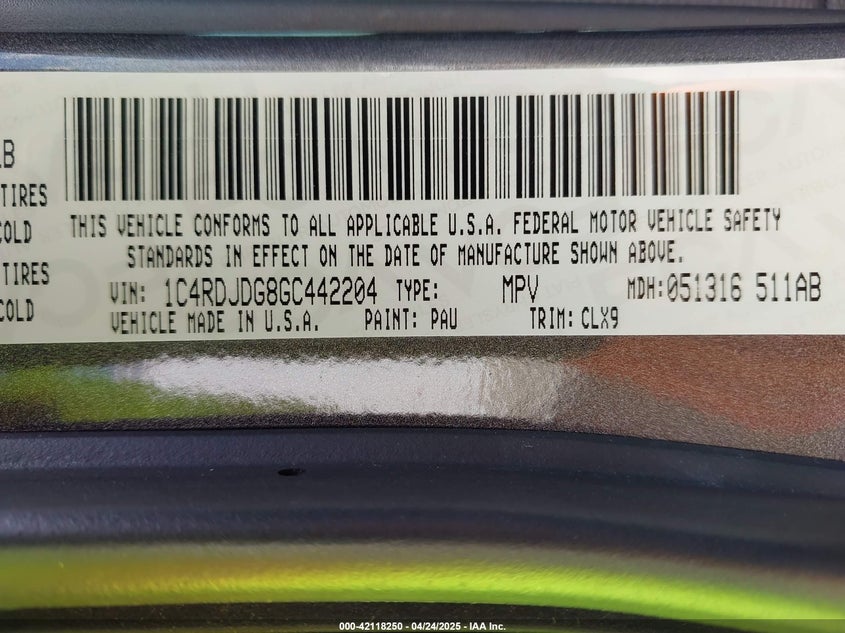 LB
TIRES
COLD
TIRES
COLD
THIS VEHICLE CONFORMS TO ALL APPLICABLE U.S.A. FEDERAL MOTOR VEHICLE SAFETY
STANDARDS IN EFFECT ON THE DATE OF MANUFACTURE SHOWN ABOVE.
VIN: 1C4RDJDG8GC442204 TYPE: MPV MDH:051316 511AB
VEHICLE MADE IN U.S.A. PAINT: PAU TRIM: CLX9
000-42118250 - 04/24/2025 - IAA Inc.